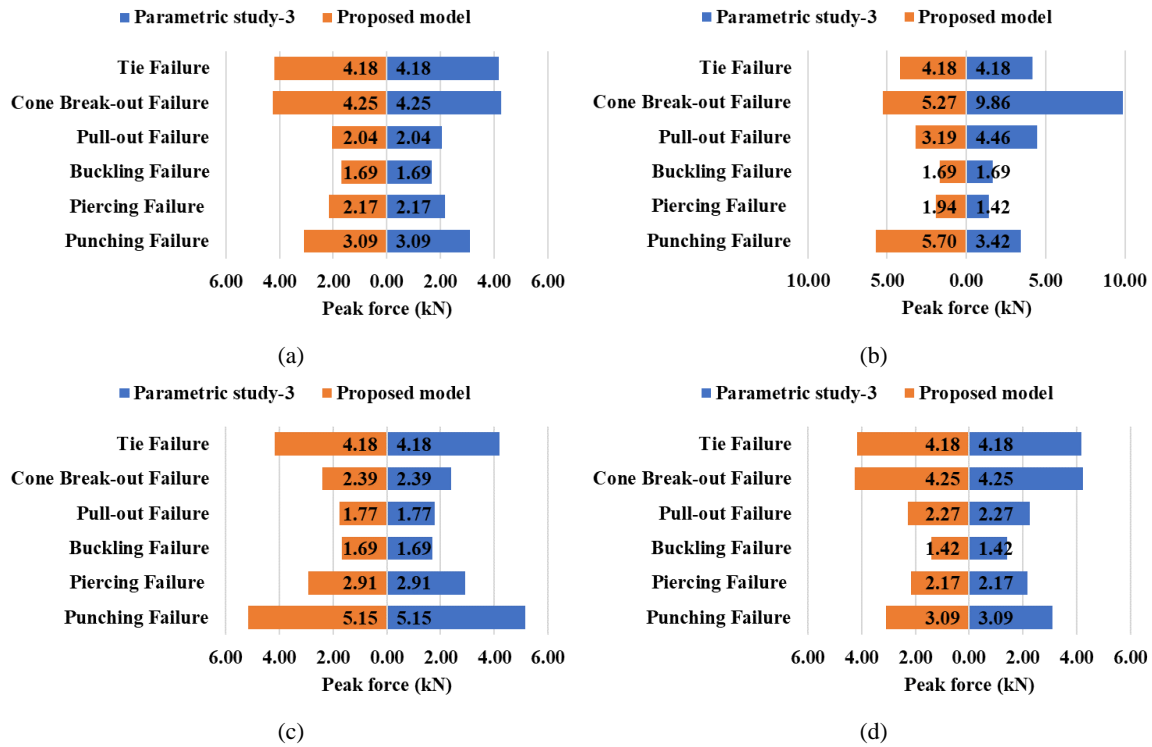 Parametric study-3 Proposed model
Tie Failure 4.18 4.18
Cone Break-out Failure 4.25 4.25
Pull-out Failure 2.04 2.04
Buckling Failure 1.69 1.69
Piercing Failure 2.17 2.17
Punching Failure 3.09 3.09
6.00 4.00 2.00 0.00 2.00 4.00 6.00
Peak force (kN)
(a)
Parametric study-3 Proposed model
Tie Failure 4.18 4.18
Cone Break-out Failure 5.27 9.86
Pull-out Failure 3.19 4.46
Buckling Failure 1.69 1.69
Piercing Failure 1.94 1.42
Punching Failure 5.70 3.42
10.00 5.00 0.00 5.00 10.00
Peak force (kN)
(b)
Parametric study-3 Proposed model
Tie Failure 4.18 4.18
Cone Break-out Failure 2.39 2.39
Pull-out Failure 1.77 1.77
Buckling Failure 1.69 1.69
Piercing Failure 2.91 2.91
Punching Failure 5.15 5.15
6.00 4.00 2.00 0.00 2.00 4.00 6.00
Peak force (kN)
(c)
Parametric study-3 Proposed model
Tie Failure 4.18 4.18
Cone Break-out Failure 4.25 4.25
Pull-out Failure 2.27 2.27
Buckling Failure 1.42 1.42
Piercing Failure 2.17 2.17
Punching Failure 3.09 3.09
6.00 4.00 2.00 0.00 2.00 4.00 6.00
Peak force (kN)
(d)